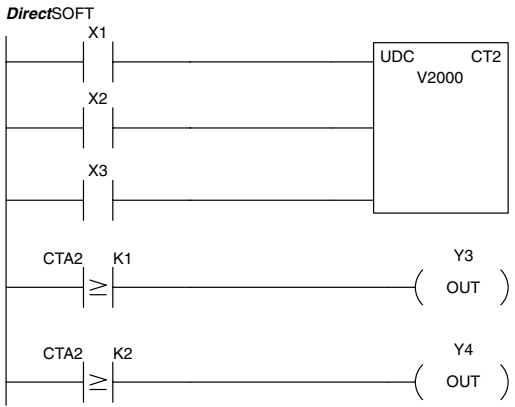 DirectSOFT
X1
UDC CT2
V2000
X2
X3
CTA2 K1 Y3
≥ OUT
CTA2 K2 Y4
≥ OUT